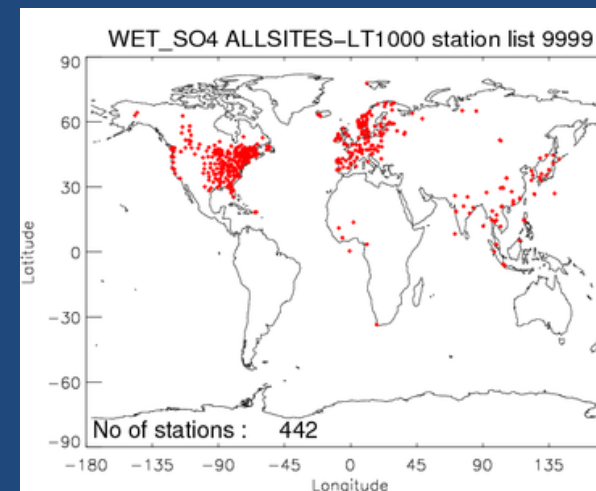 WET_SO4 ALLSITES-LT1000 station list 9999
90
60
30
0
-30
-60
-90
Latitude
No of stations : 442
-180 -135 -90 -45 0 45 90 135
Longitude